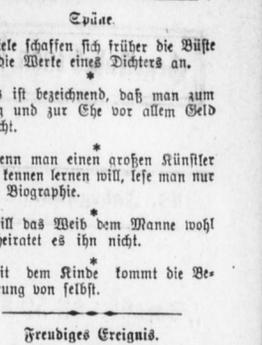 Späne.
iele schaffen sich früher die Büste
die Werke eines Dichters an.
*
s ist bezeichnend, daß man zum
g und zur Ehe vor allem Geld
cht.
*
enn man einen großen Künstler
kennen lernen will, lese man nur
Biographie.
*
ill das Weib dem Manne wohl
heiratet es ihn nicht.
*
it dem Kinde kommt die Be-
rung von selbst.
Freudiges Ereignis.